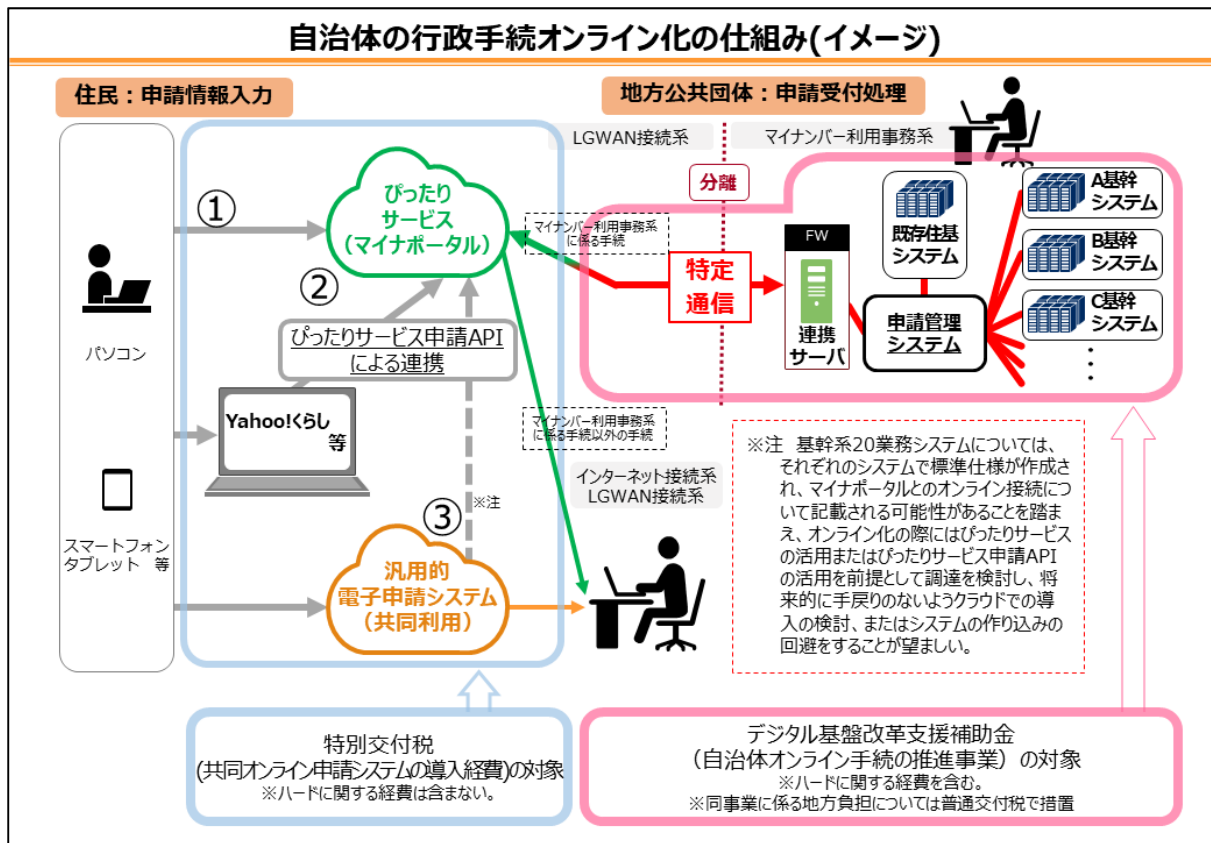 自治体の行政手続オンライン化の仕組み(イメージ)
住民：申請情報入力
地方公共団体：申請受付処理
LGWAN接続系
マイナンバー利用事務系
分離
①
ぴったり
サービス
（マイナポータル）
マイナンバー利用事務系
に係る手続
特定
通信
FW
連携
サーバ
既存住基
システム
申請管理
システム
A基幹
システム
B基幹
システム
C基幹
システム
・
・
・
パソコン
②
ぴったりサービス申請API
による連携
Yahoo!くらし
等
マイナンバー利用事務系
に係る手続以外の手続
インターネット接続系
LGWAN接続系
スマートフォン
タブレット　等
③
※注
汎用的
電子申請システム
（共同利用）
※注　基幹系20業務システムについては、
それぞれのシステムで標準仕様が作成さ
れ、マイナポータルとのオンライン接続につ
いて記載される可能性があることを踏ま
え、オンライン化の際にはぴったりサービス
の活用またはぴったりサービス申請API
の活用を前提として調達を検討し、将
来的に手戻りのないようクラウドでの導
入の検討、またはシステムの作り込みの
回避をすることが望ましい。
特別交付税
(共同オンライン申請システムの導入経費)の対象
※ハードに関する経費は含まない。
デジタル基盤改革支援補助金
（自治体オンライン手続の推進事業）の対象
※ハードに関する経費を含む。
※同事業に係る地方負担については普通交付税で措置